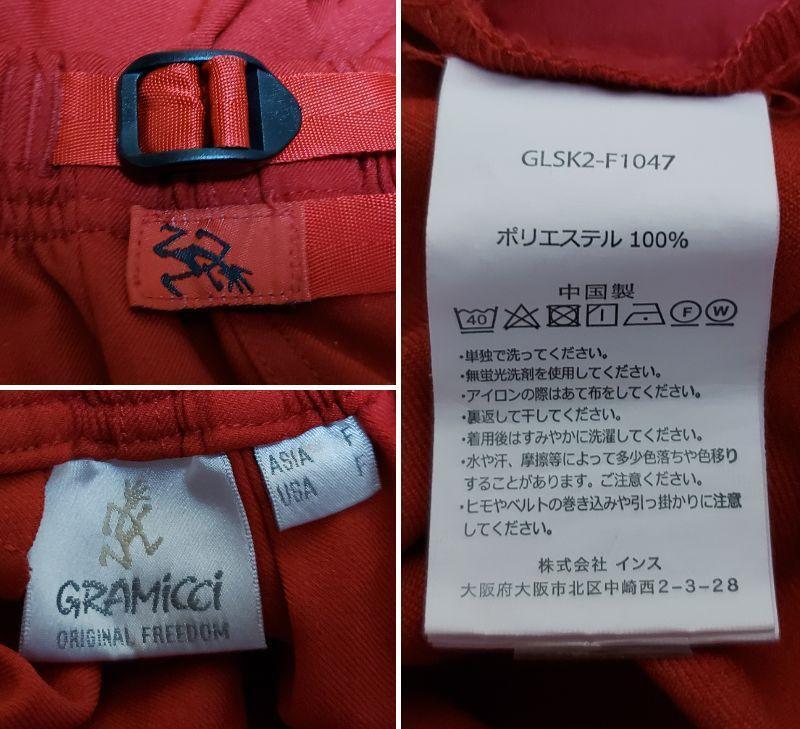 GRAMiCCi
ORIGINAL FREEDOM
ASIA F
USA F
GLSK2-F1047
ポリエステル 100%
中国製
40 F W
・単独で洗ってください。
・無蛍光洗剤を使用してください。
・アイロンの際はあて布をしてください。
・裏返して干してください。
・着用後はすみやかに洗濯してください。
・水や汗、摩擦等によって多少色落ちや色移り
することがあります。ご注意ください。
・ヒモやベルトの巻き込みや引っ掛かりに注意
してください。
株式会社 インス
大阪府大阪市北区中崎西2-3-28